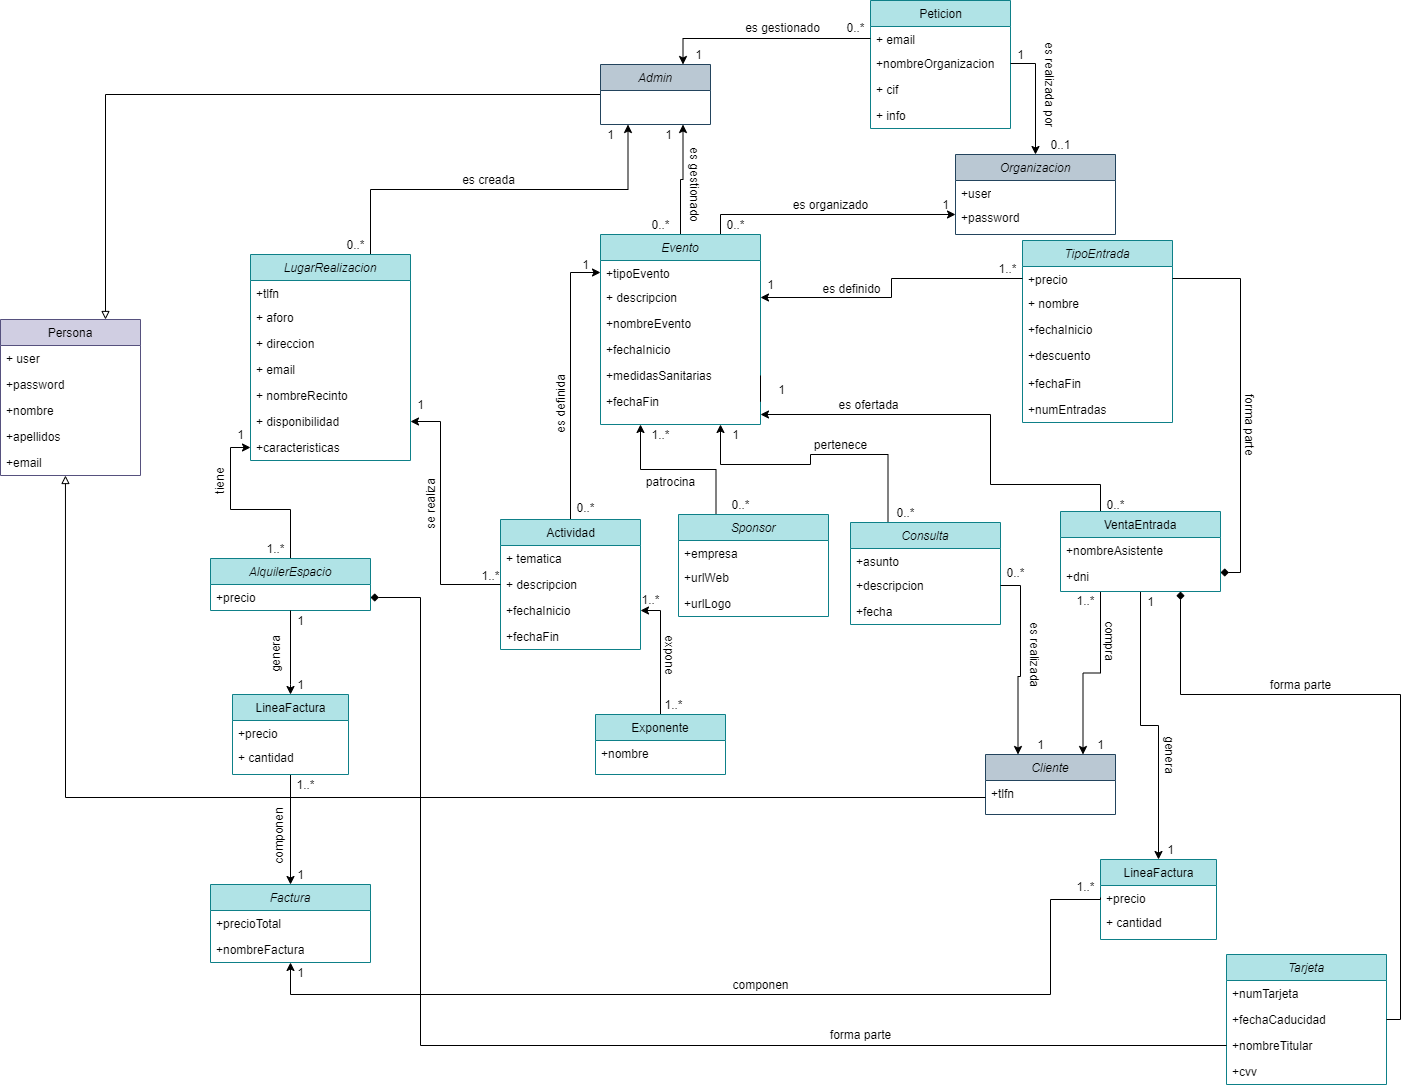 Peticion
+ email
+nombreOrganizacion
+ cif
+ info
es gestionado
0..*
1
Admin
1
1
es realizada por
0..1
1
Organizacion
+user
+password
es creada
0..*
es gestionado
0..*
es organizado
0..*
1
Persona
+ user
+password
+nombre
+apellidos
+email
LugarRealizacion
+tlfn
+ aforo
+ direccion
+ email
+ nombreRecinto
+ disponibilidad
+caracteristicas
Evento
+tipoEvento
+ descripcion
+nombreEvento
+fechaInicio
+medidasSanitarias
+fechaFin
TipoEntrada
+precio
+ nombre
+fechaInicio
+descuento
+fechaFin
+numEntradas
1
es definido
1..*
1
es definida
0..*
1
es ofertada
0..*
forma parte
1
tiene
1..*
1
se realiza
1..*
1..*
patrocina
0..*
1
pertenece
0..*
AlquilerEspacio
+precio
Actividad
+ tematica
+ descripcion
+fechaInicio
+fechaFin
Sponsor
+empresa
+urlWeb
+urlLogo
Consulta
+asunto
+descripcion
+fecha
VentaEntrada
+nombreAsistente
+dni
1
genera
1
1..*
expone
1..*
0..*
es realizada
1
1..*
compra
1
1
genera
1
forma parte
LineaFactura
+precio
+ cantidad
Exponente
+nombre
Cliente
+tlfn
1..*
componen
1
Factura
+precioTotal
+nombreFactura
1
LineaFactura
+precio
+ cantidad
1..*
componen
forma parte
Tarjeta
+numTarjeta
+fechaCaducidad
+nombreTitular
+cvv